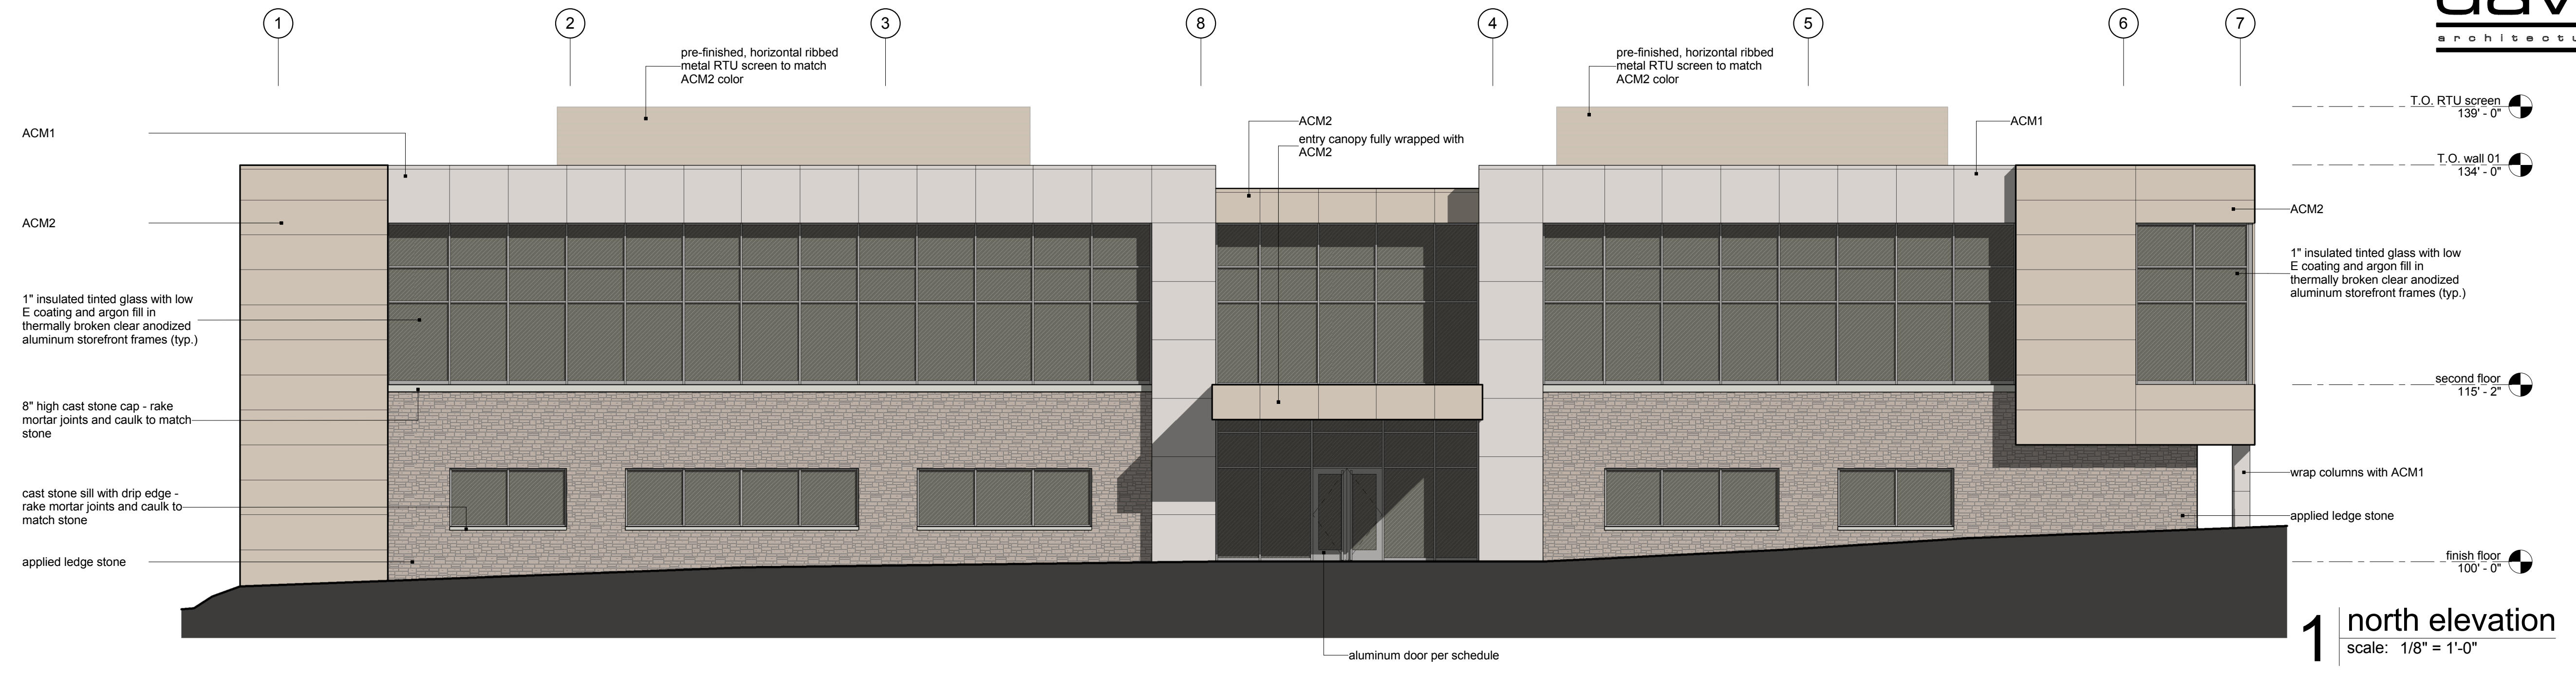 1
2
3
8
4
5
6
7
architectu
pre-finished, horizontal ribbed
metal RTU screen to match
ACM2 color
pre-finished, horizontal ribbed
metal RTU screen to match
ACM2 color
ACM1
ACM2
1" insulated tinted glass with low
E coating and argon fill in
thermally broken clear anodized
aluminum storefront frames (typ.)
8" high cast stone cap - rake
mortar joints and caulk to match
stone
cast stone sill with drip edge -
rake mortar joints and caulk to
match stone
applied ledge stone
ACM2
entry canopy fully wrapped with
ACM2
aluminum door per schedule
ACM1
ACM2
1" insulated tinted glass with low
E coating and argon fill in
thermally broken clear anodized
aluminum storefront frames (typ.)
wrap columns with ACM1
applied ledge stone
T.O. RTU screen
139' - 0"
T.O. wall 01
134' - 0"
second floor
115' - 2"
finish floor
100' - 0"
1
north elevation
scale: 1/8" = 1'-0"